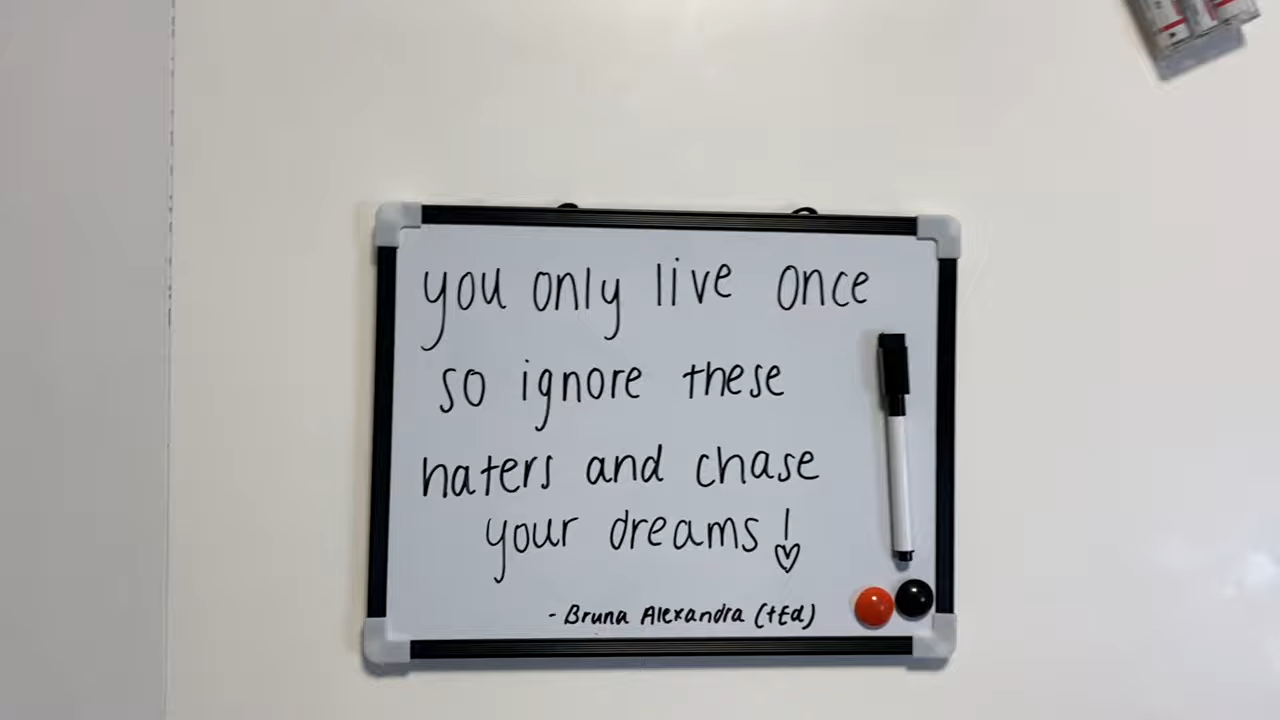 you only live once
so ignore these
haters and chase
your dreams!
- Bruna Alexandra (tEd)